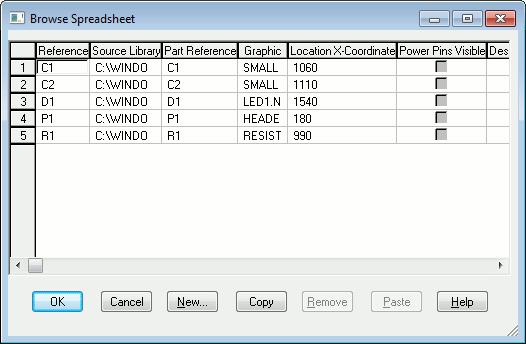 Browse Spreadsheet
Reference Source Library Part Reference Graphic Location X-Coordinate Power Pins Visible Des
1 C1 C:\WINDO C1 SMALL 1060
2 C2 C:\WINDO C2 SMALL 1110
3 D1 C:\WINDO D1 LED1.N 1540
4 P1 C:\WINDO P1 HEADE 180
5 R1 C:\WINDO R1 RESIST 990
OK Cancel New... Copy Remove Paste Help